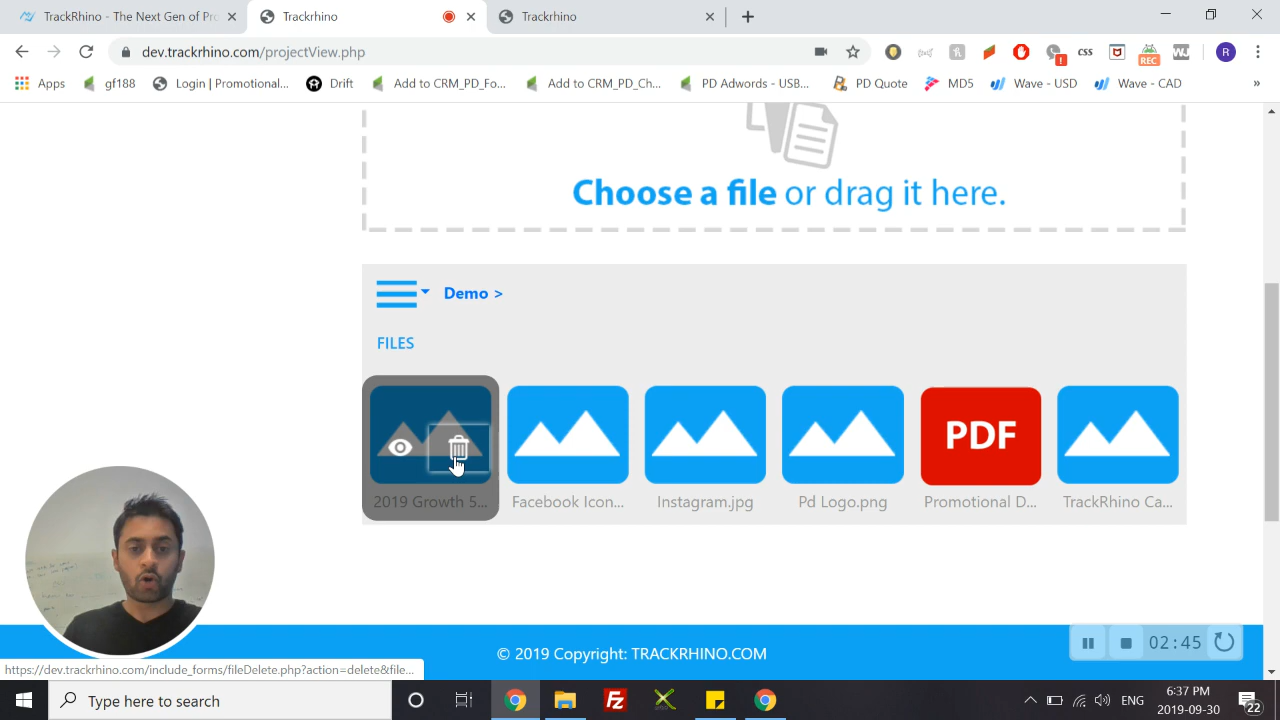 TrackRhino - The Next Gen of Pro
Trackrhino
Trackrhino
dev.trackrhino.com/projectView.php
CSS
REC
WJ
R
Apps
gf188
Login | Promotional...
Drift
Add to CRM_PD_Fo...
Add to CRM_PD_Ch...
PD Adwords - USB...
PD Quote
MD5
Wave - USD
Wave - CAD
»
Choose a file or drag it here.
Demo >
FILES
PDF
2019 Growth 5...
Facebook Icon...
Instagram.jpg
Pd Logo.png
Promotional D...
TrackRhino Ca...
© 2019 Copyright: TRACKRHINO.COM
02:45
https://dev.trackrhino.com/include_forms/fileDelete.php?action=delete&file...
Type here to search
ENG
6:37 PM
2019-09-30
22